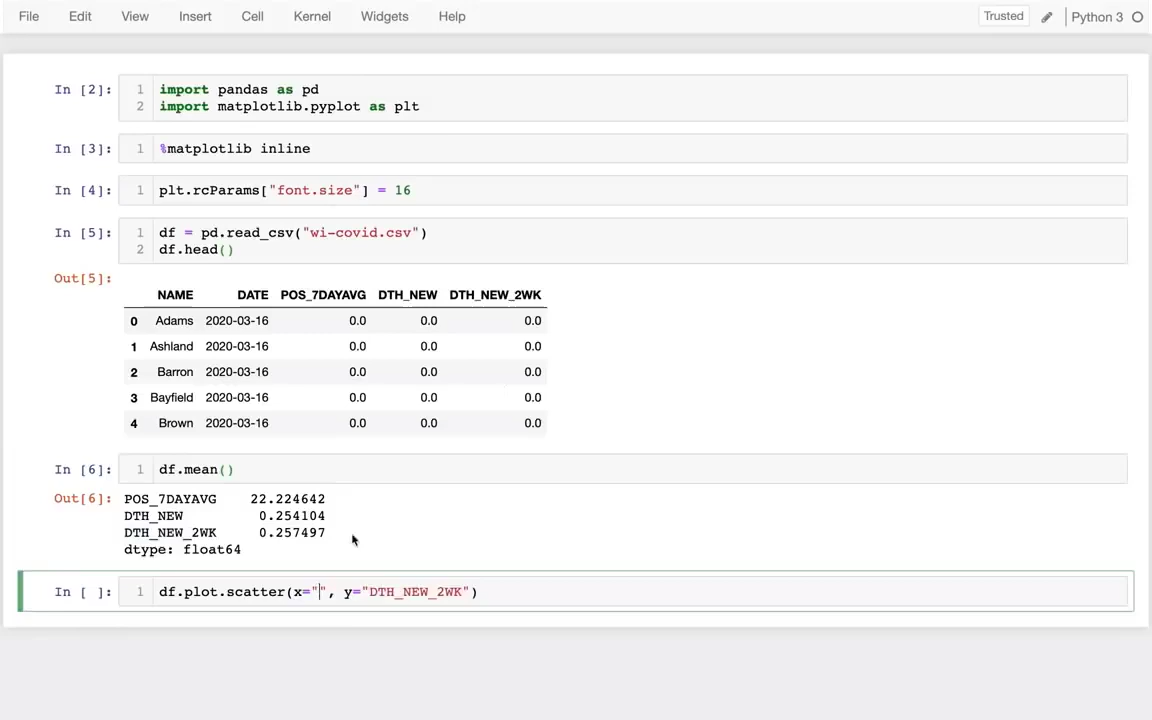 File Edit View Insert Cell Kernel Widgets Help Trusted Python 3
In [2]: 1 import pandas as pd
2 import matplotlib.pyplot as plt
In [3]: 1 %matplotlib inline
In [4]: 1 plt.rcParams["font.size"] = 16
In [5]: 1 df = pd.read_csv("wi-covid.csv")
2 df.head()
Out[5]:
NAME DATE POS_7DAYAVG DTH_NEW DTH_NEW_2WK
0 Adams 2020-03-16 0.0 0.0 0.0
1 Ashland 2020-03-16 0.0 0.0 0.0
2 Barron 2020-03-16 0.0 0.0 0.0
3 Bayfield 2020-03-16 0.0 0.0 0.0
4 Brown 2020-03-16 0.0 0.0 0.0
In [6]: 1 df.mean()
Out[6]: POS_7DAYAVG 22.224642
DTH_NEW 0.254104
DTH_NEW_2WK 0.257497
dtype: float64
In [ ]: 1 df.plot.scatter(x="", y="DTH_NEW_2WK")